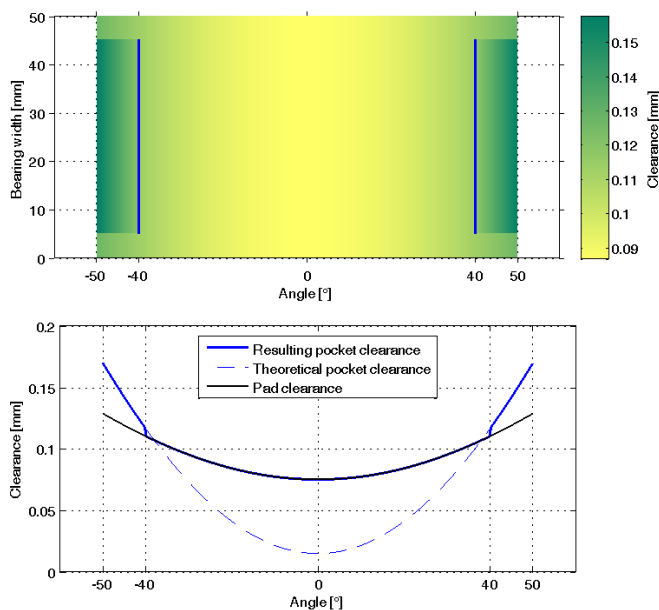 50
40
30
20
10
0
Bearing width [mm]
-50 -40 0 40 50
Angle [°]
0.15
0.14
0.13
0.12
0.11
0.1
0.09
Clearance [mm]
0.2
0.15
0.1
0.05
0
Clearance [mm]
Resulting pocket clearance
Theoretical pocket clearance
Pad clearance
-50 -40 0 40 50
Angle [°]